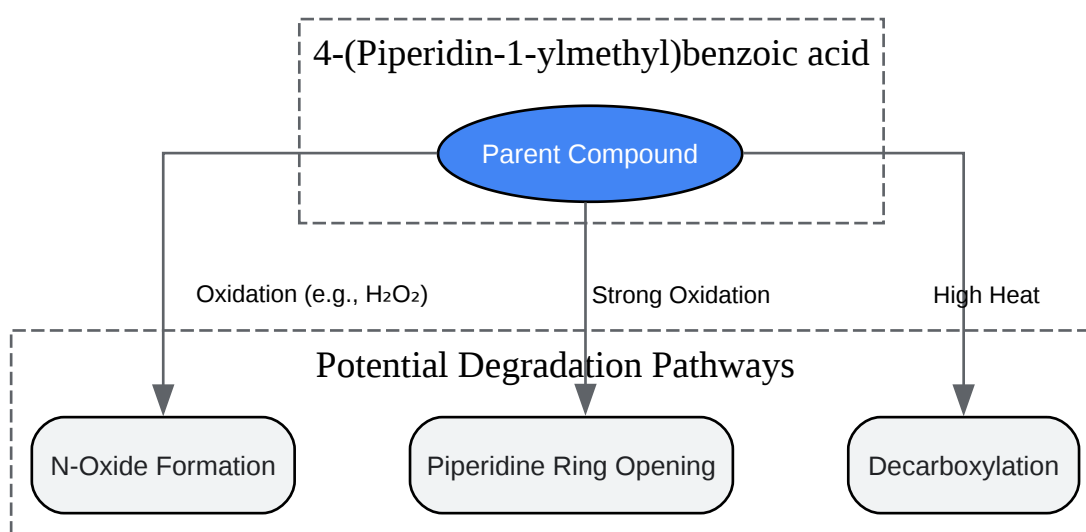 4-(Piperidin-1-ylmethyl)benzoic acid
Parent Compound
Oxidation (e.g., H₂O₂)
Strong Oxidation
High Heat
Potential Degradation Pathways
N-Oxide Formation
Piperidine Ring Opening
Decarboxylation